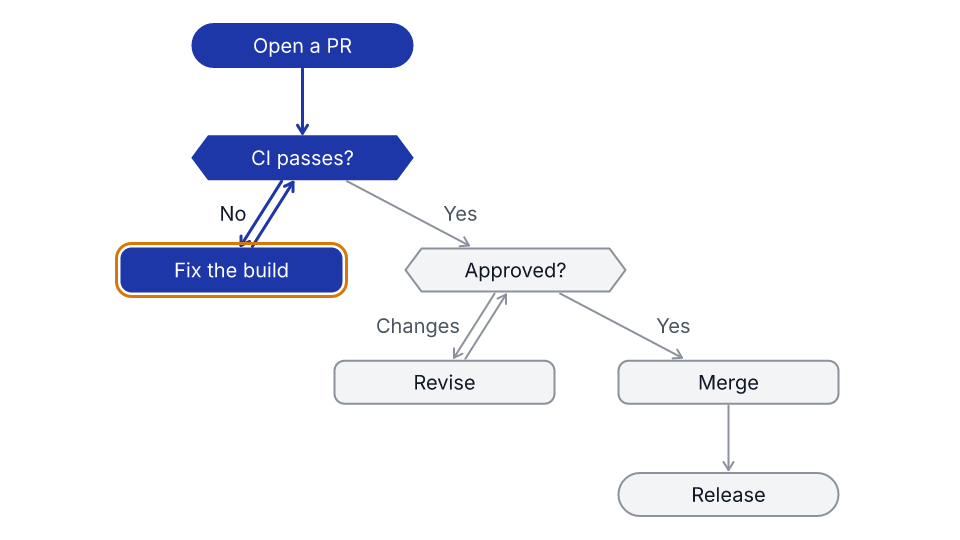 Open a PR
CI passes?
No
Yes
Fix the build
Approved?
Changes
Yes
Revise
Merge
Release